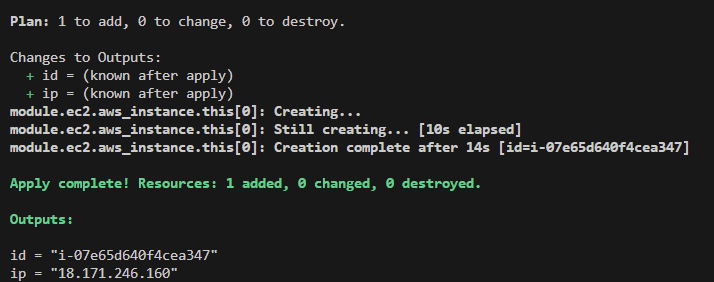 Plan: 1 to add, 0 to change, 0 to destroy.
Changes to Outputs:
+ id = (known after apply)
+ ip = (known after apply)
module.ec2.aws_instance.this[0]: Creating...
module.ec2.aws_instance.this[0]: Still creating... [10s elapsed]
module.ec2.aws_instance.this[0]: Creation complete after 14s [id=i-07e65d640f4cea347]
Apply complete! Resources: 1 added, 0 changed, 0 destroyed.
Outputs:
id = "i-07e65d640f4cea347"
ip = "18.171.246.160"